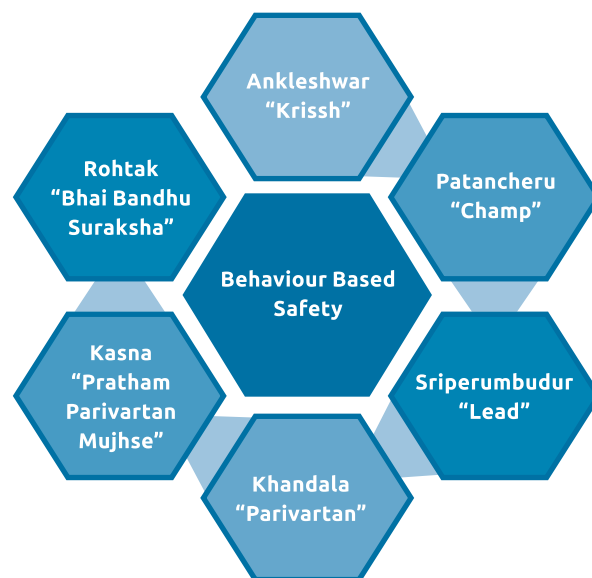 Ankleshwar
“Krissh”
Patancheru
“Champ”
Sriperumbudur
“Lead”
Khandala
“Parivartan”
Kasna
“Pratham
Parivartan
Mujhse”
Rohtak
“Bhai Bandhu
Suraksha”
Behaviour Based
Safety